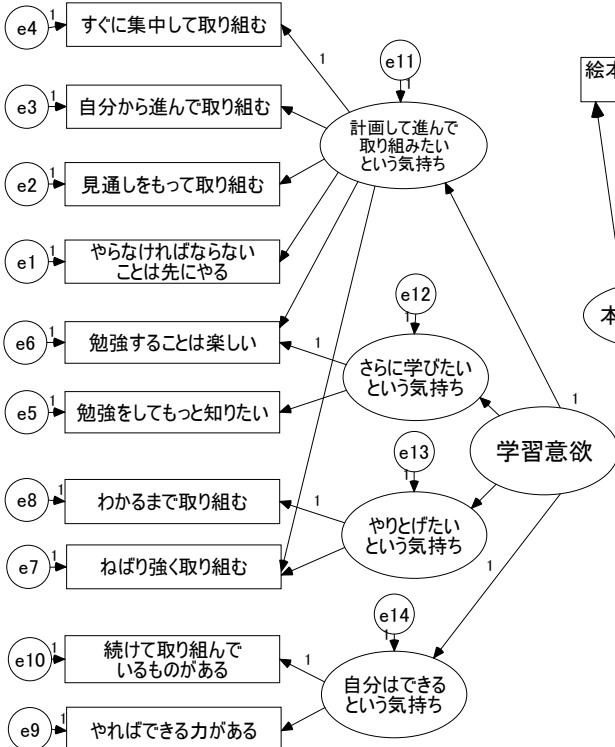 e4
1
すぐに集中して取り組む
e3
1
自分から進んで取り組む
e2
1
見通しをもって取り組む
e1
1
やらなければならない
ことは先にやる
e6
1
勉強することは楽しい
e5
1
勉強をしてもっと知りたい
e8
1
わかるまで取り組む
e7
1
ねばり強く取り組む
e10
1
続けて取り組んで
いるものがある
e9
1
やればできる力がある
1
e11
1
計画して進んで
取り組みたい
という気持ち
e12
1
1
さらに学びたい
という気持ち
e13
1
1
やりとげたい
という気持ち
e14
1
1
自分はできる
という気持ち
1
学習意欲
1
絵本
本